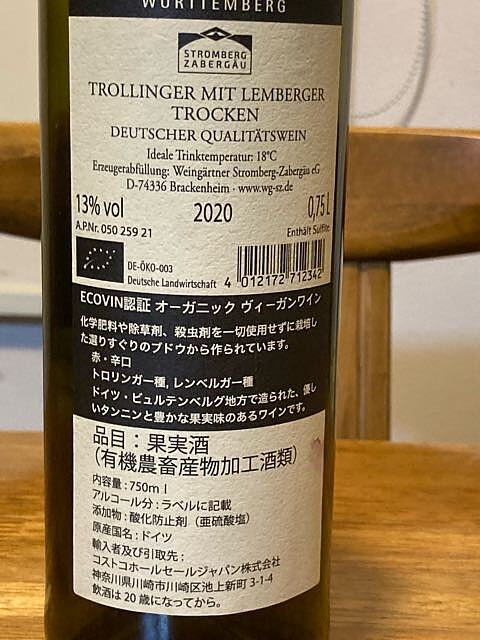 WÜRTTEMBERG
STROMBERG
ZABERGÄU
TROLLINGER MIT LEMBERGER
TROCKEN
DEUTSCHER QUALITÄTSWEIN
Ideale Trinktemperatur: 18°C
Erzeugerabfüllung: Weingärtner Stromberg-Zabergäu eG
D-74336 Brackenheim · www.wg-sz.de
13% vol 2020 0,75 L
A.P.Nr. 050 259 21 Enthält Sulfite
DE-ÖKO-003
Deutsche Landwirtschaft 4 012172 712342
ECOVIN認証 オーガニック ヴィーガンワイン
化学肥料や除草剤、殺虫剤を一切使用せずに栽培し
た選りすぐりのブドウから作られています。
赤・辛口
トロリンガー種, レンベルガー種
ドイツ・ビュルテンベルグ地方で造られた、優し
いタンニンと豊かな果実味のあるワインです。
品目：果実酒
（有機農畜産物加工酒類）
内容量：750ｍｌ
アルコール分：ラベルに記載
添加物：酸化防止剤（亜硫酸塩）
原産国名：ドイツ
輸入者及び引取先：
コストコホールセールジャパン株式会社
神奈川県川崎市川崎区池上新町 3-1-4
飲酒は 20 歳になってから。